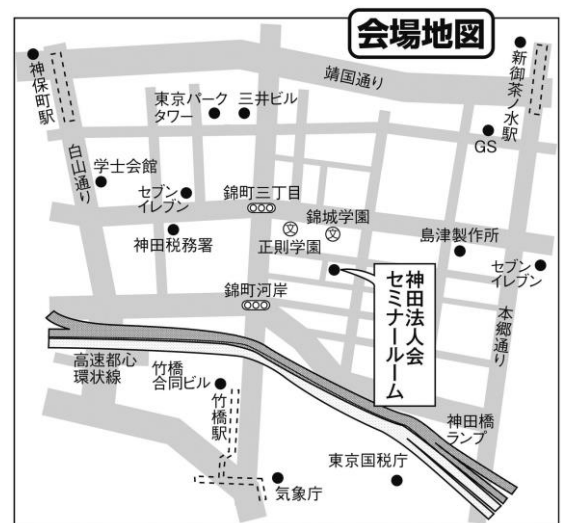 会場地図
神保町駅
新御茶ノ水駅
靖国通り
東京パーク
タワー
三井ビル
GS
白山通り
学士会館
セブン
イレブン
錦町三丁目
錦城学園
文
文
正則学園
神田税務署
島津製作所
セブン
イレブン
神田法人会
セミナールーム
錦町河岸
本郷通り
高速都心
環状線
竹橋
合同ビル
竹橋駅
神田橋
ランプ
東京国税庁
気象庁